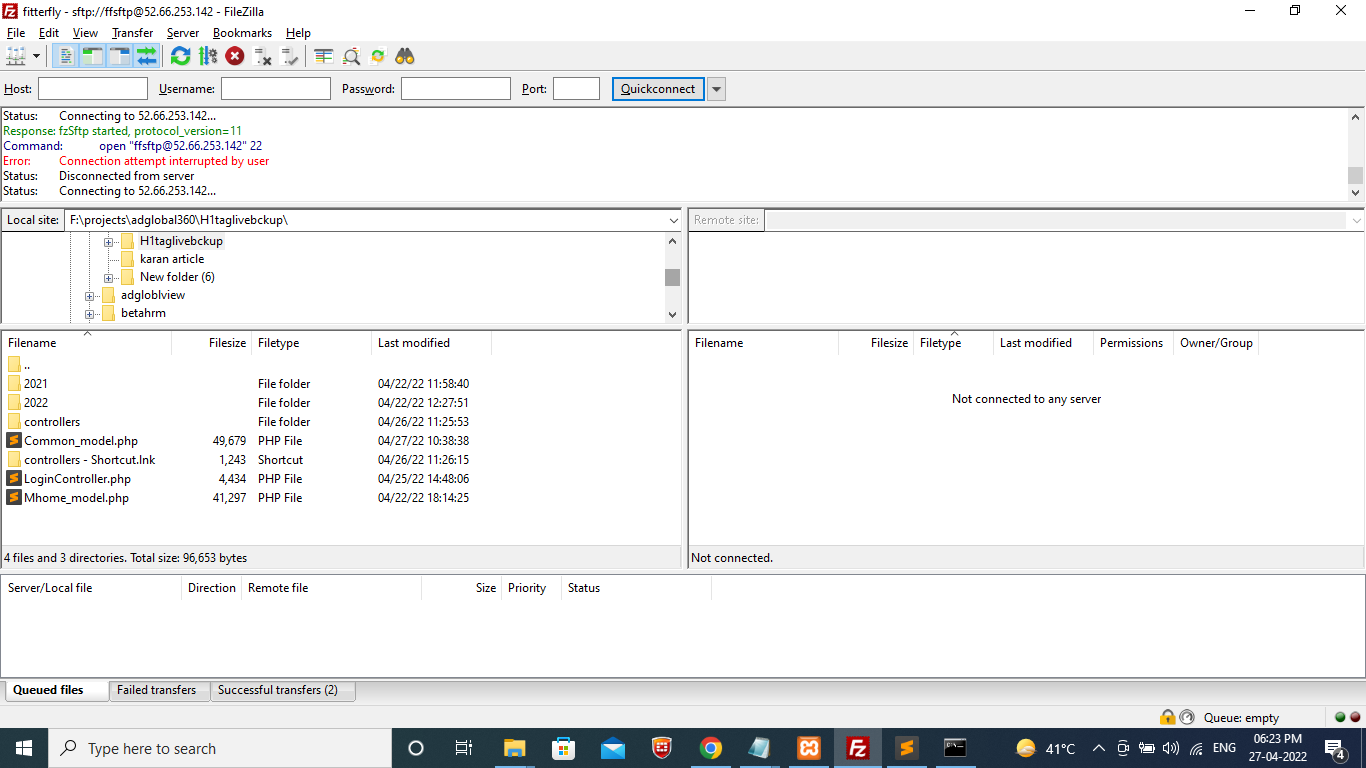 fitterfly - sftp://ffsftp@52.66.253.142 - FileZilla
File Edit View Transfer Server Bookmarks Help
Host: Username: Password: Port: Quickconnect
Status: Connecting to 52.66.253.142...
Response: fzSftp started, protocol_version=11
Command: open "ffsftp@52.66.253.142" 22
Error: Connection attempt interrupted by user
Status: Disconnected from server
Status: Connecting to 52.66.253.142...
Local site: F:\projects\adglobal360\H1taglivebckup\
Remote site:
H1taglivebckup
karan article
New folder (6)
adgloblview
betahrm
Filename Filesize Filetype Last modified
..
2021 File folder 04/22/22 11:58:40
2022 File folder 04/22/22 12:27:51
controllers File folder 04/26/22 11:25:53
Common_model.php 49,679 PHP File 04/27/22 10:38:38
controllers - Shortcut.lnk 1,243 Shortcut 04/26/22 11:26:15
LoginController.php 4,434 PHP File 04/25/22 14:48:06
Mhome_model.php 41,297 PHP File 04/22/22 18:14:25
4 files and 3 directories. Total size: 96,653 bytes
Filename Filesize Filetype Last modified Permissions Owner/Group
Not connected to any server
Not connected.
Server/Local file Direction Remote file Size Priority Status
Queued files Failed transfers Successful transfers (2)
Queue: empty
Type here to search
41°C ENG 06:23 PM
27-04-2022
4